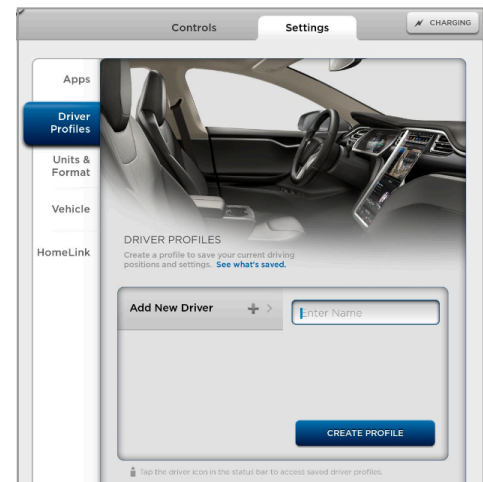 Controls
Settings
CHARGING
Apps
Driver
Profiles
Units &
Format
Vehicle
HomeLink
DRIVER PROFILES
Create a profile to save your current driving
positions and settings. See what's saved.
Add New Driver
Enter Name
CREATE PROFILE
Tap the driver icon in the status bar to access saved driver profiles.